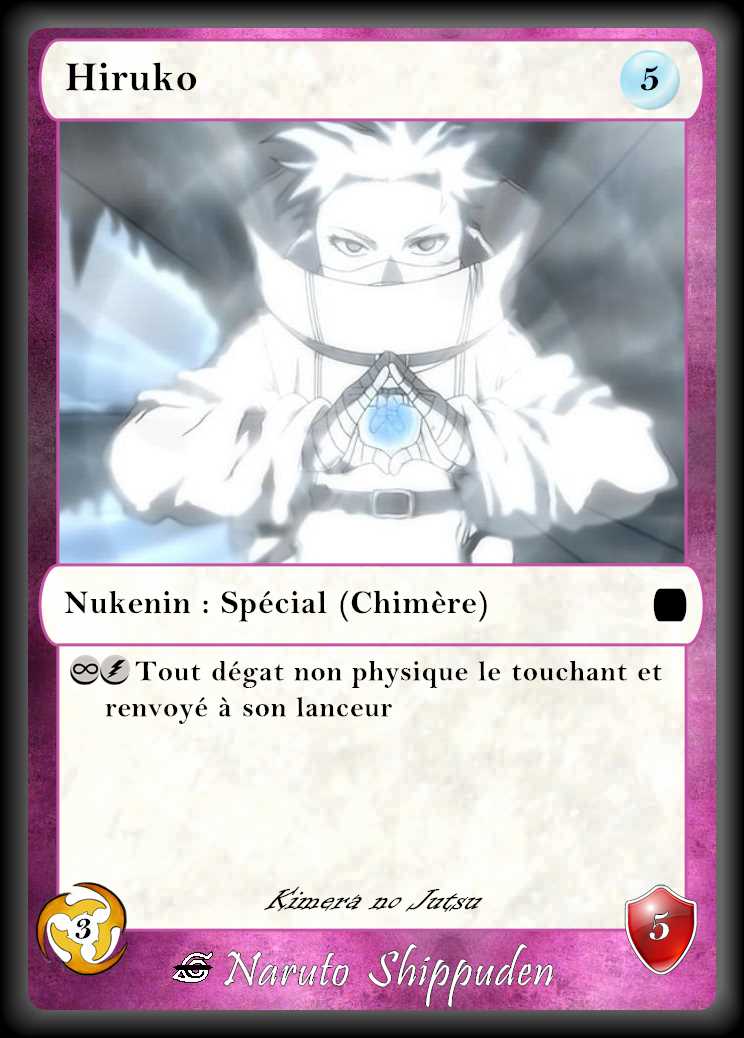 Hiruko
5
Nukenin : Spécial (Chimère)
Tout dégat non physique le touchant et
renvoyé à son lanceur
Kimera no Jutsu
3
5
Naruto Shippuden